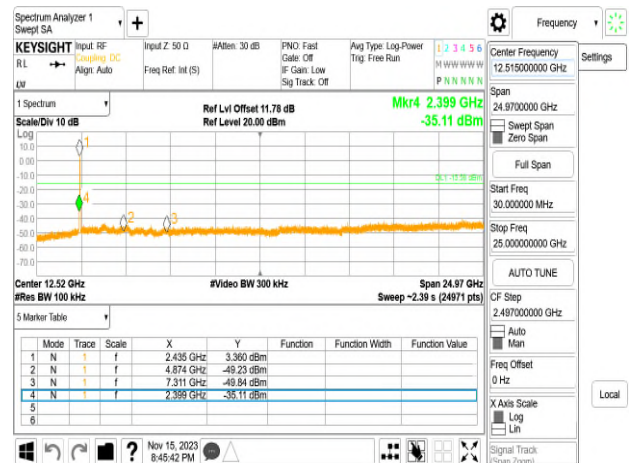 Spectrum Analyzer 1
Swept SA
Frequency
KEYSIGHT
RL
Input: RF
Coupling: DC
Align: Auto
Input Z: 50 Ω
Freq Ref: Int (S)
#Atten: 30 dB
PNO: Fast
Gate: Off
IF Gain: Low
Sig Track: Off
Avg Type: Log-Power
Trig: Free Run
1 2 3 4 5 6
M W W W W W
P N N N N N
Center Frequency
12.515000000 GHz
Settings
1 Spectrum
Scale/Div 10 dB
Ref Lvl Offset 11.78 dB
Ref Level 20.00 dBm
Mkr4 2.399 GHz
-35.11 dBm
Span
24.9700000 GHz
Swept Span
Zero Span
Log
10.0
0.00
-10.0
-20.0
-30.0
-40.0
-50.0
-60.0
-70.0
1
4
2
3
Full Span
Start Freq
30.000000 MHz
Stop Freq
25.000000000 GHz
AUTO TUNE
Center 12.52 GHz
#Res BW 100 kHz
#Video BW 300 kHz
Span 24.97 GHz
Sweep ~2.39 s (24971 pts)
CF Step
2.497000000 GHz
Auto
Man
5 Marker Table
Mode Trace Scale X Y Function Function Width Function Value
1 N 1 f 2.435 GHz 3.360 dBm
2 N 1 f 4.874 GHz -49.23 dBm
3 N 1 f 7.311 GHz -49.84 dBm
4 N 1 f 2.399 GHz -35.11 dBm
5
6
Freq Offset
0 Hz
X Axis Scale
Log
Lin
Local
Signal Track
(Span Zoom)
?
Nov 15, 2023
8:45:42 PM